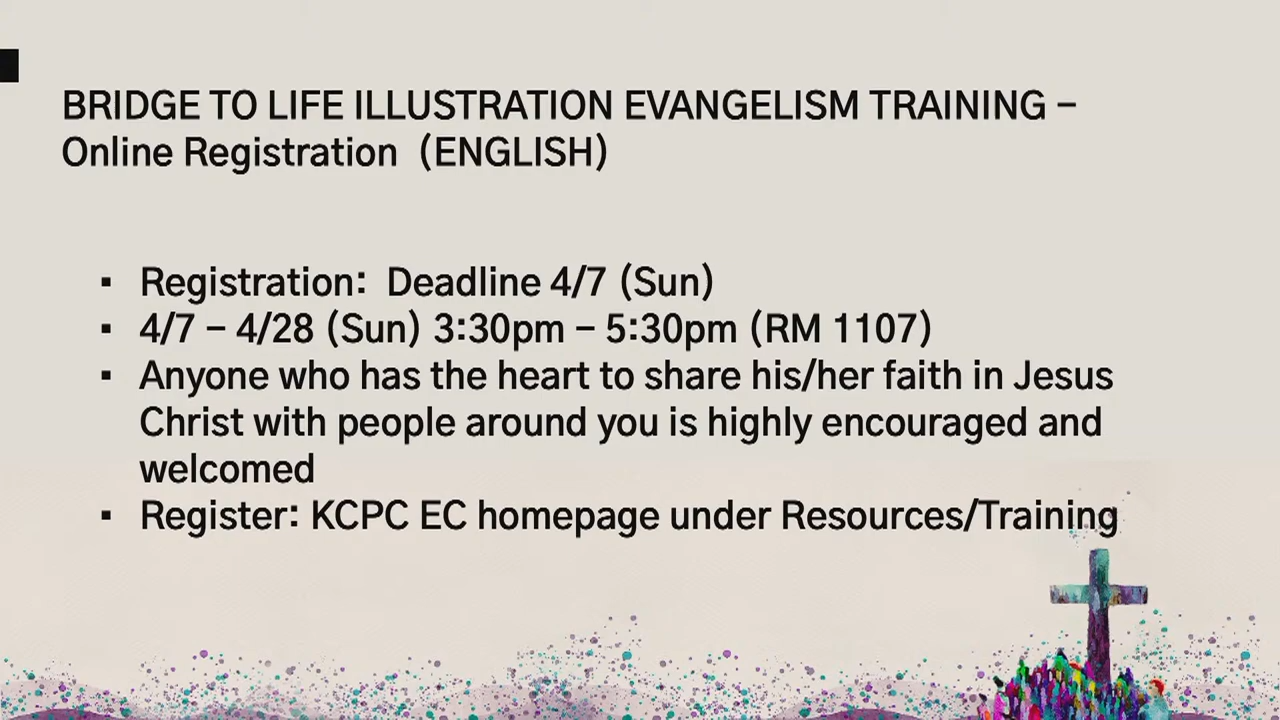 BRIDGE TO LIFE ILLUSTRATION EVANGELISM TRAINING –
Online Registration (ENGLISH)
▪ Registration: Deadline 4/7 (Sun)
▪ 4/7 – 4/28 (Sun) 3:30pm – 5:30pm (RM 1107)
▪ Anyone who has the heart to share his/her faith in Jesus
Christ with people around you is highly encouraged and
welcomed
▪ Register: KCPC EC homepage under Resources/Training